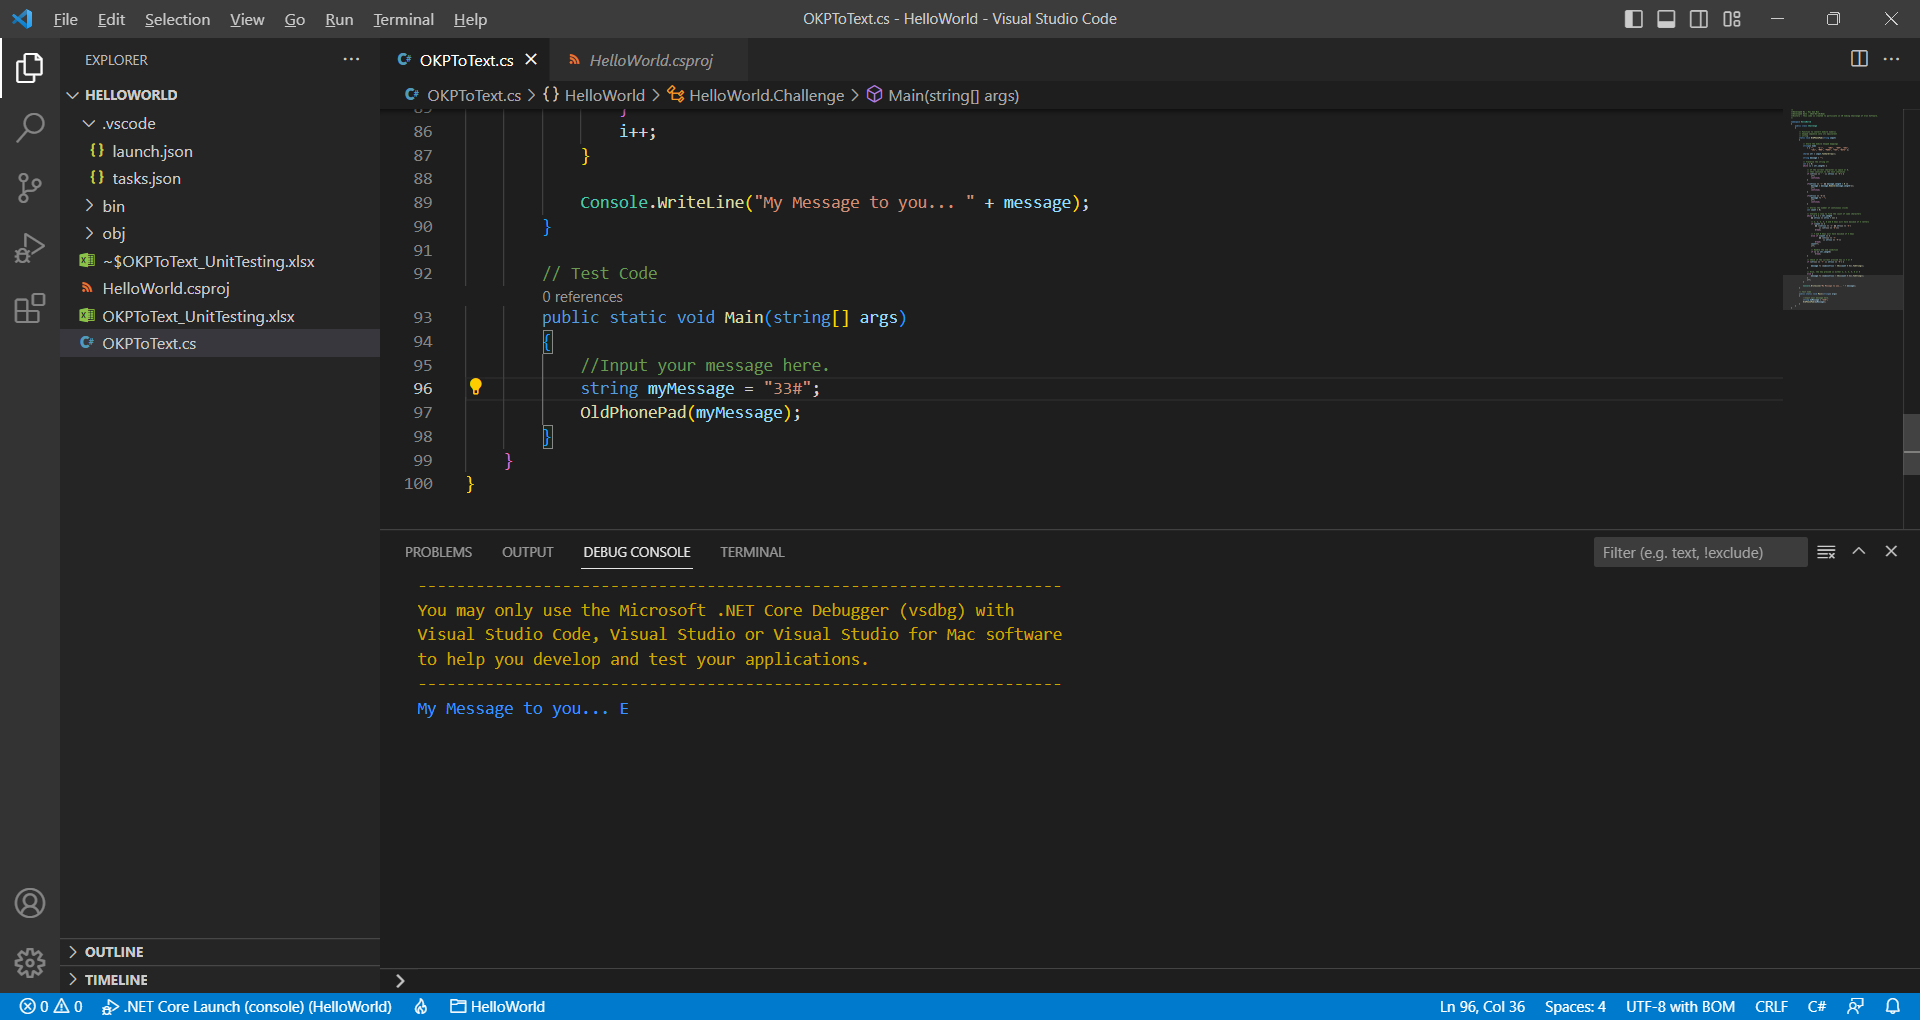 File Edit Selection View Go Run Terminal Help
OKPToText.cs - HelloWorld - Visual Studio Code
EXPLORER
HELLOWORLD
.vscode
launch.json
tasks.json
bin
obj
~$OKPToText_UnitTesting.xlsx
HelloWorld.csproj
OKPToText_UnitTesting.xlsx
C# OKPToText.cs
OUTLINE
TIMELINE
C# OKPToText.cs HelloWorld.csproj
C# OKPToText.cs > {} HelloWorld > HelloWorld.Challenge > Main(string[] args)
85 }
86 i++;
87 }
88
89 Console.WriteLine("My Message to you... " + message);
90 }
91
92 // Test Code
0 references
93 public static void Main(string[] args)
94 {
95 //Input your message here.
96 string myMessage = "33#";
97 OldPhonePad(myMessage);
98 }
99 }
100 }
PROBLEMS OUTPUT DEBUG CONSOLE TERMINAL
Filter (e.g. text, !exclude)
-------------------------------------------------------------------
You may only use the Microsoft .NET Core Debugger (vsdbg) with
Visual Studio Code, Visual Studio or Visual Studio for Mac software
to help you develop and test your applications.
-------------------------------------------------------------------
My Message to you... E
0 0 .NET Core Launch (console) (HelloWorld) HelloWorld
Ln 96, Col 36 Spaces: 4 UTF-8 with BOM CRLF C#